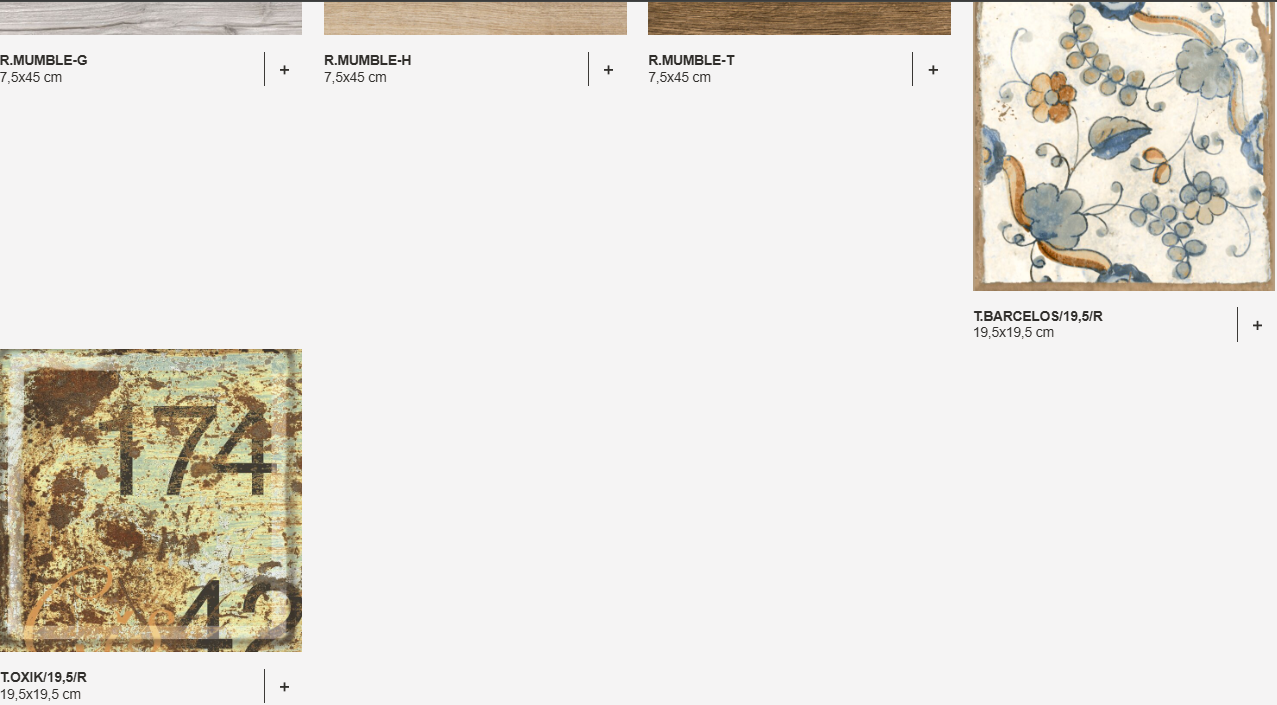 R.MUMBLE-G
7,5x45 cm
+
R.MUMBLE-H
7,5x45 cm
+
R.MUMBLE-T
7,5x45 cm
+
T.BARCELOS/19,5/R
19,5x19,5 cm
+
174
42
T.OXIK/19,5/R
19,5x19,5 cm
+